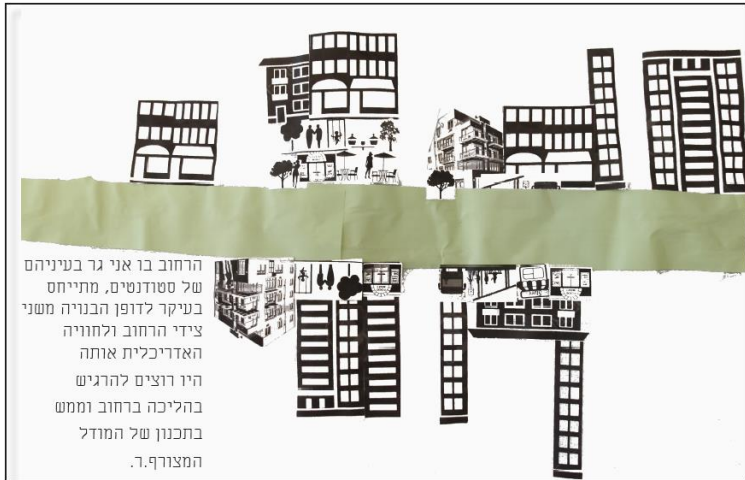 הרחוב בו אני גר בעיניהם
של סטודנטים, מתייחס
בעיקר לדופן הבנויה משני
צידי הרחוב ולחוויה
האדריכלית אותה
היו רוצים להרגיש
בהליכה ברחוב וממש
בתכנון של המודל
המצורף.ר.